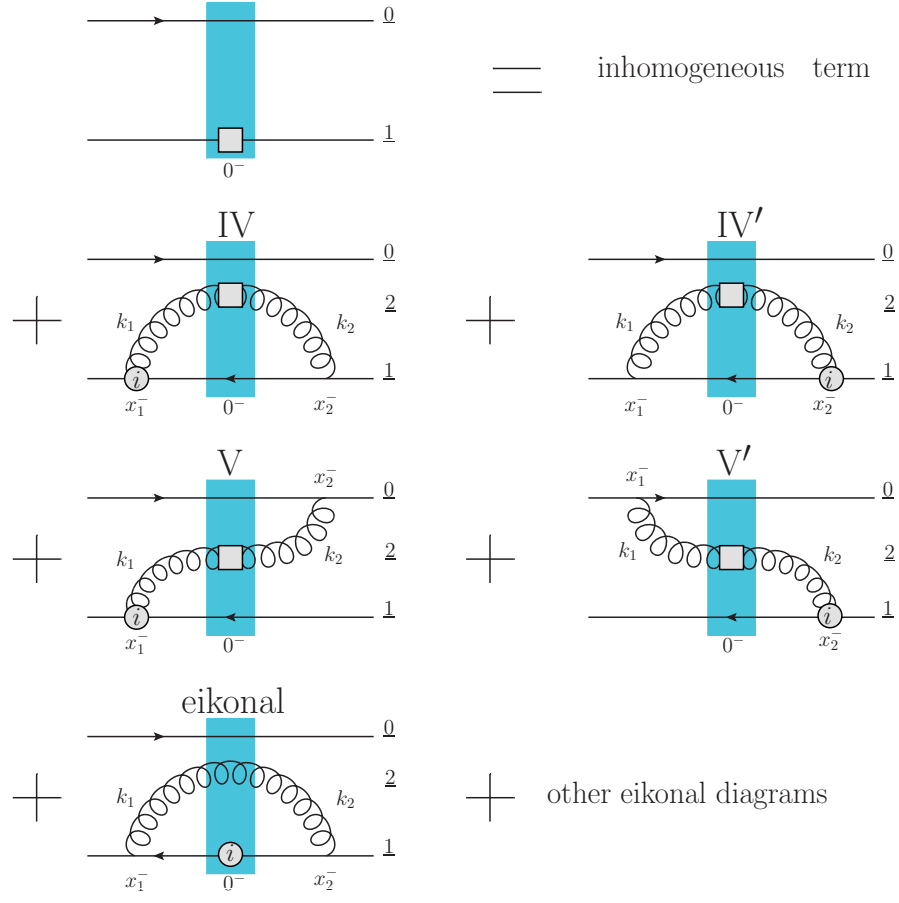 0
1
0⁻
inhomogeneous term
IV
0
k₁
2
k₂
i
1
x₁⁻
0⁻
x₂⁻
IV′
0
k₁
2
k₂
i
1
x₁⁻
0⁻
x₂⁻
V
x₂⁻
0
k₁
2
k₂
i
1
x₁⁻
0⁻
V′
x₁⁻
0
k₁
2
k₂
i
1
0⁻
x₂⁻
eikonal
0
k₁
2
k₂
i
1
x₁⁻
0⁻
x₂⁻
other eikonal diagrams